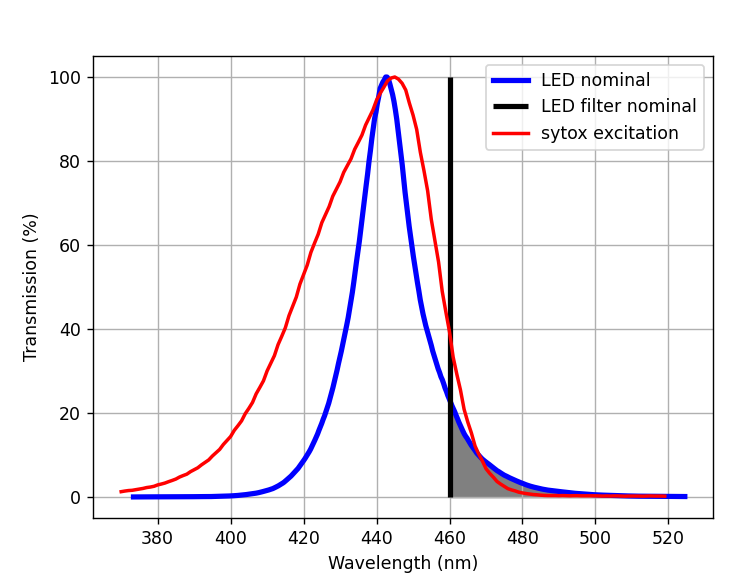 LED nominal
LED filter nominal
sytox excitation
Transmission (%)
100
80
60
40
20
0
380 400 420 440 460 480 500 520
Wavelength (nm)